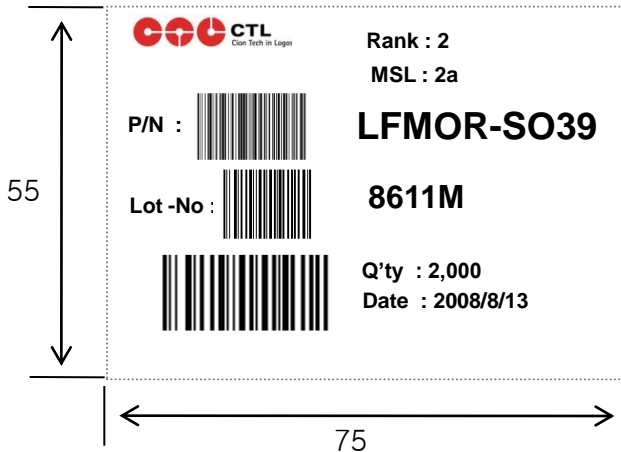 CTL
Cion Tech in Lagos
Rank : 2
MSL : 2a
P/N :
LFMOR-SO39
Lot -No :
8611M
Q'ty : 2,000
Date : 2008/8/13
55
75